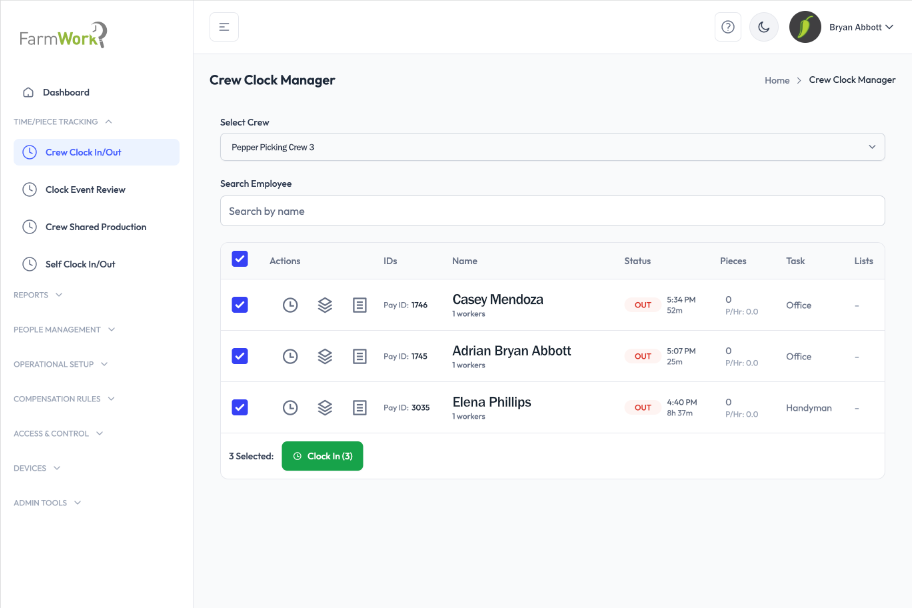 FarmWork
Bryan Abbott
Dashboard
TIME/PIECE TRACKING
Crew Clock In/Out
Clock Event Review
Crew Shared Production
Self Clock In/Out
REPORTS
PEOPLE MANAGEMENT
OPERATIONAL SETUP
COMPENSATION RULES
ACCESS & CONTROL
DEVICES
ADMIN TOOLS
Crew Clock Manager
Home > Crew Clock Manager
Select Crew
Pepper Picking Crew 3
Search Employee
Search by name
Actions IDs Name Status Pieces Task Lists
Pay ID: 1746 Casey Mendoza OUT 5:34 PM 0 Office –
1 workers 52m P/Hr: 0.0
Pay ID: 1745 Adrian Bryan Abbott OUT 5:07 PM 0 Office –
1 workers 25m P/Hr: 0.0
Pay ID: 3035 Elena Phillips OUT 4:40 PM 0 Handyman –
1 workers 8h 37m P/Hr: 0.0
3 Selected: Clock In (3)